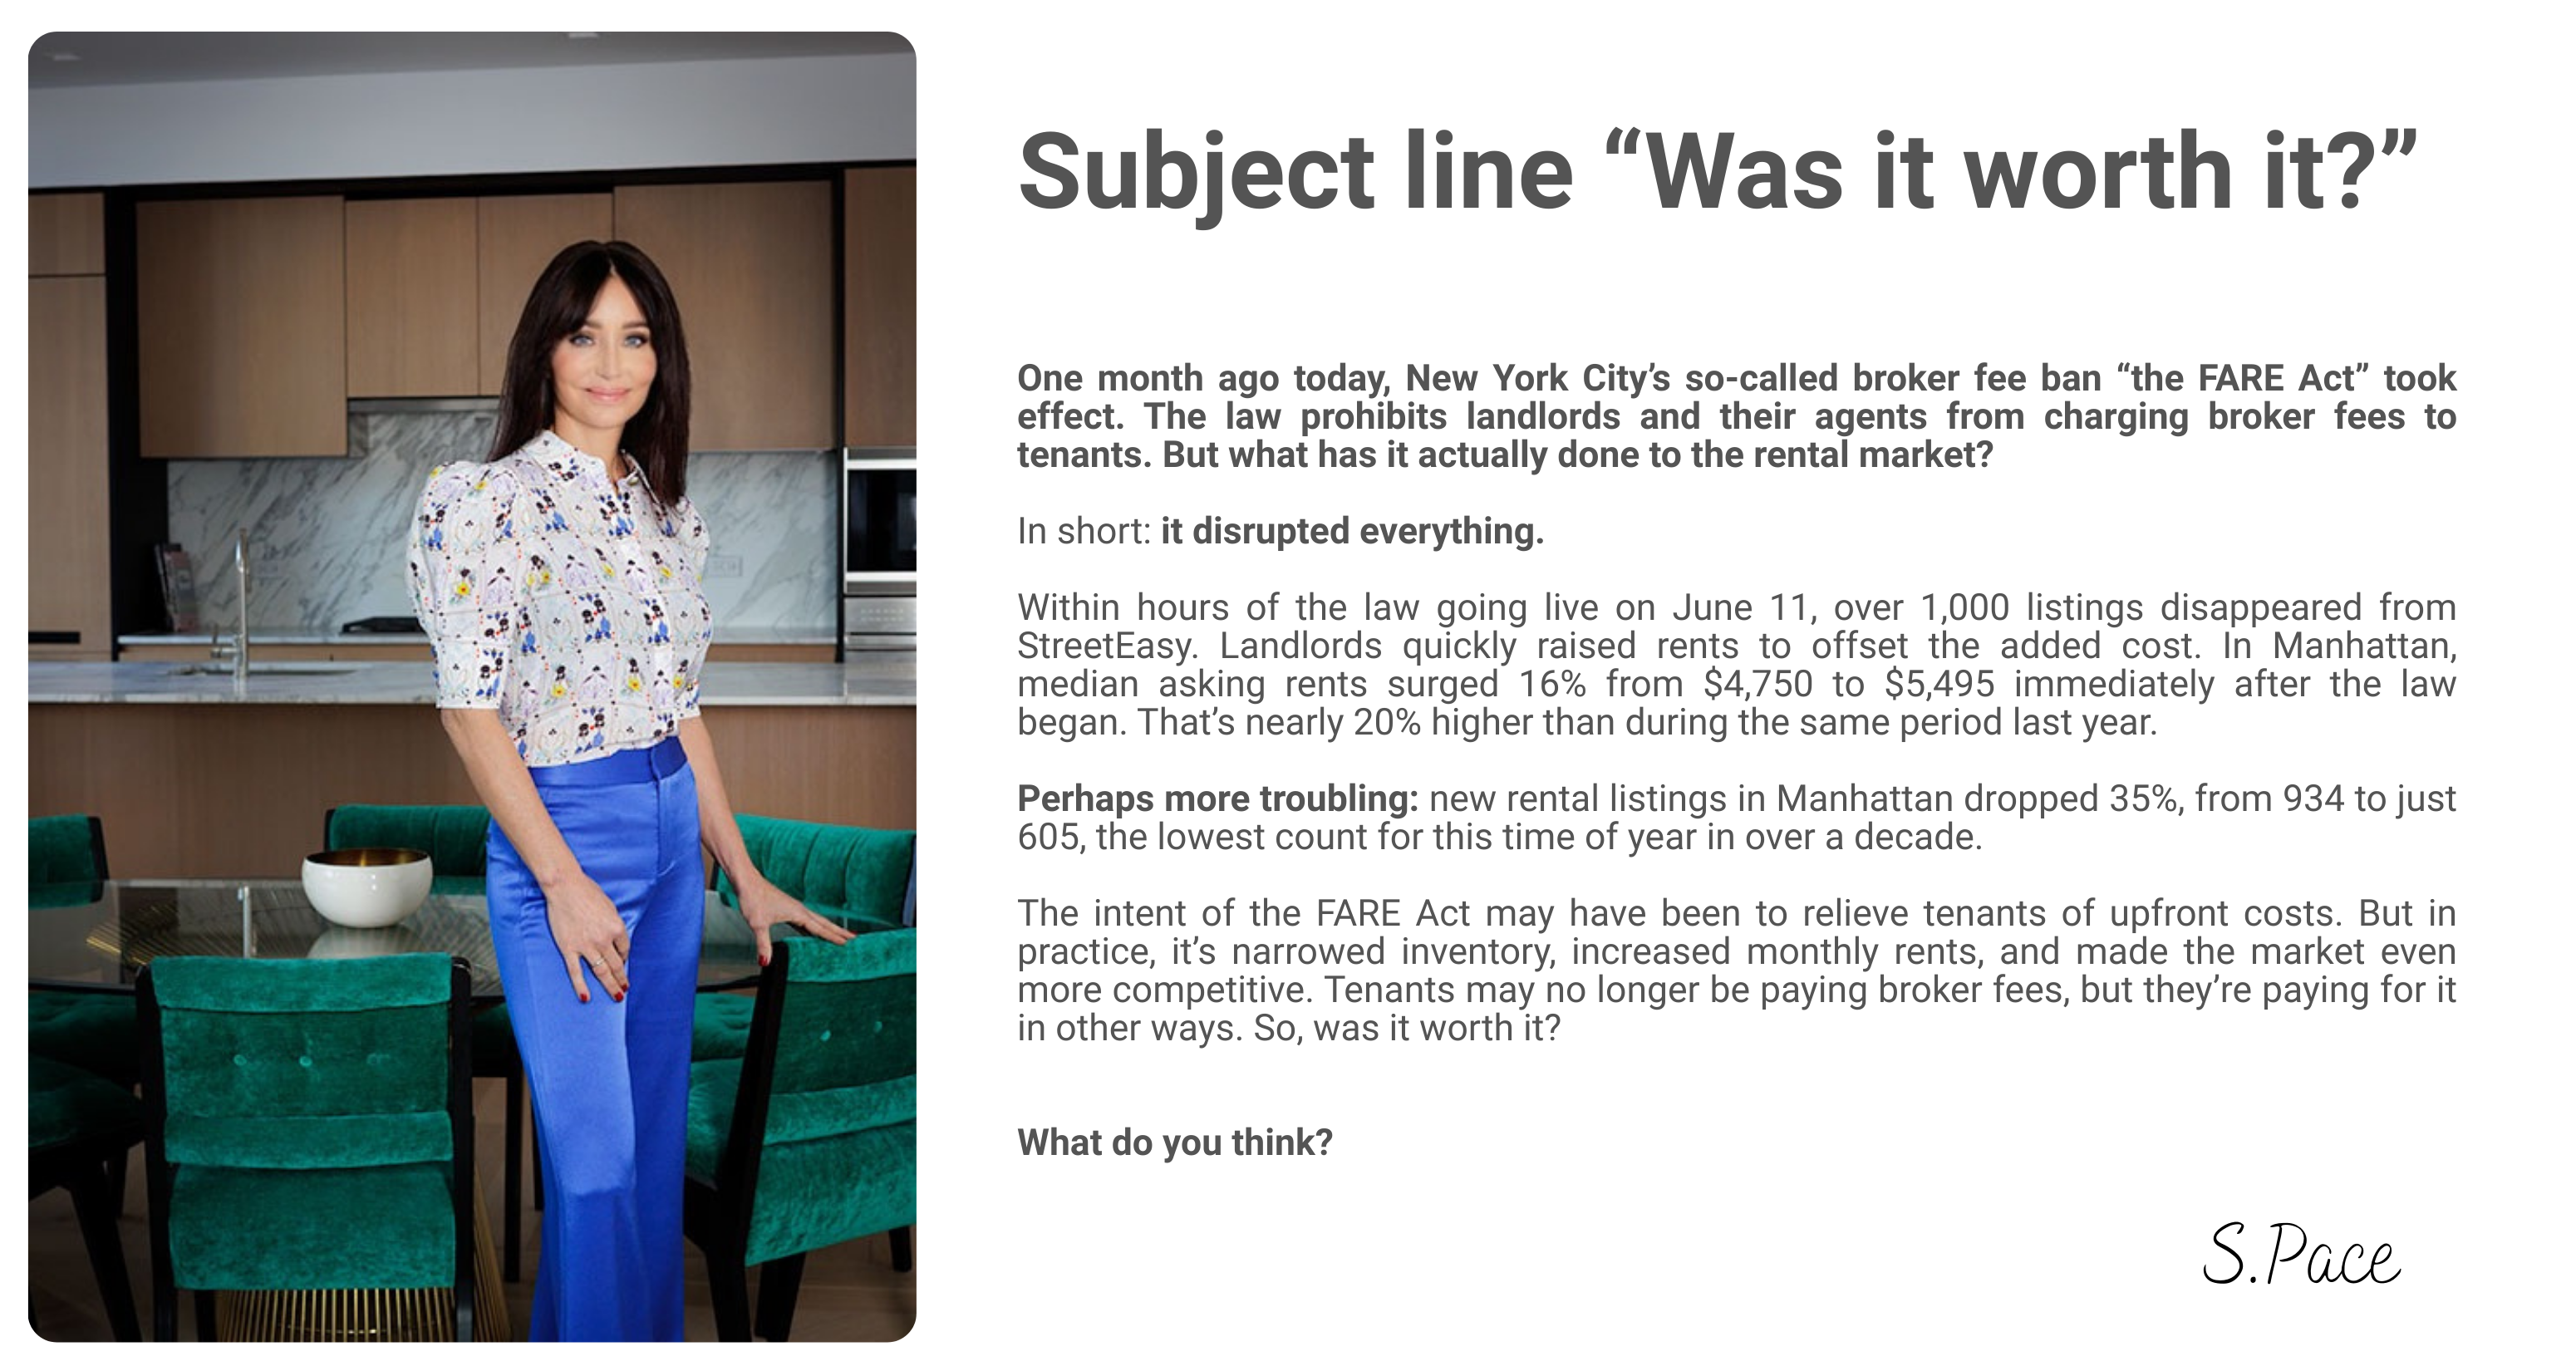 Subject line “Was it worth it?”
One month ago today, New York City’s so-called broker fee ban “the FARE Act” took
effect. The law prohibits landlords and their agents from charging broker fees to
tenants. But what has it actually done to the rental market?
In short: it disrupted everything.
Within hours of the law going live on June 11, over 1,000 listings disappeared from
StreetEasy. Landlords quickly raised rents to offset the added cost. In Manhattan,
median asking rents surged 16% from $4,750 to $5,495 immediately after the law
began. That’s nearly 20% higher than during the same period last year.
Perhaps more troubling: new rental listings in Manhattan dropped 35%, from 934 to just
605, the lowest count for this time of year in over a decade.
The intent of the FARE Act may have been to relieve tenants of upfront costs. But in
practice, it’s narrowed inventory, increased monthly rents, and made the market even
more competitive. Tenants may no longer be paying broker fees, but they’re paying for it
in other ways. So, was it worth it?
What do you think?
S.Pace